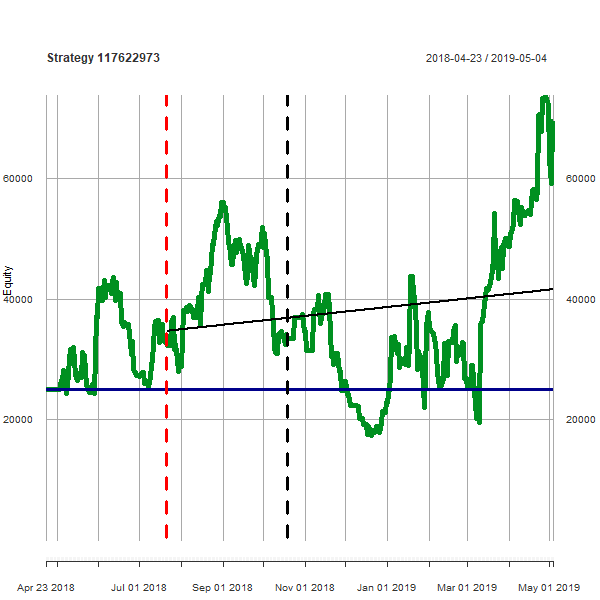 Strategy 117622973 2018-04-23 / 2019-05-04
60000 60000
Equity
40000 40000
20000 20000
Apr 23 2018 Jul 01 2018 Sep 01 2018 Nov 01 2018 Jan 01 2019 Mar 01 2019 May 01 2019